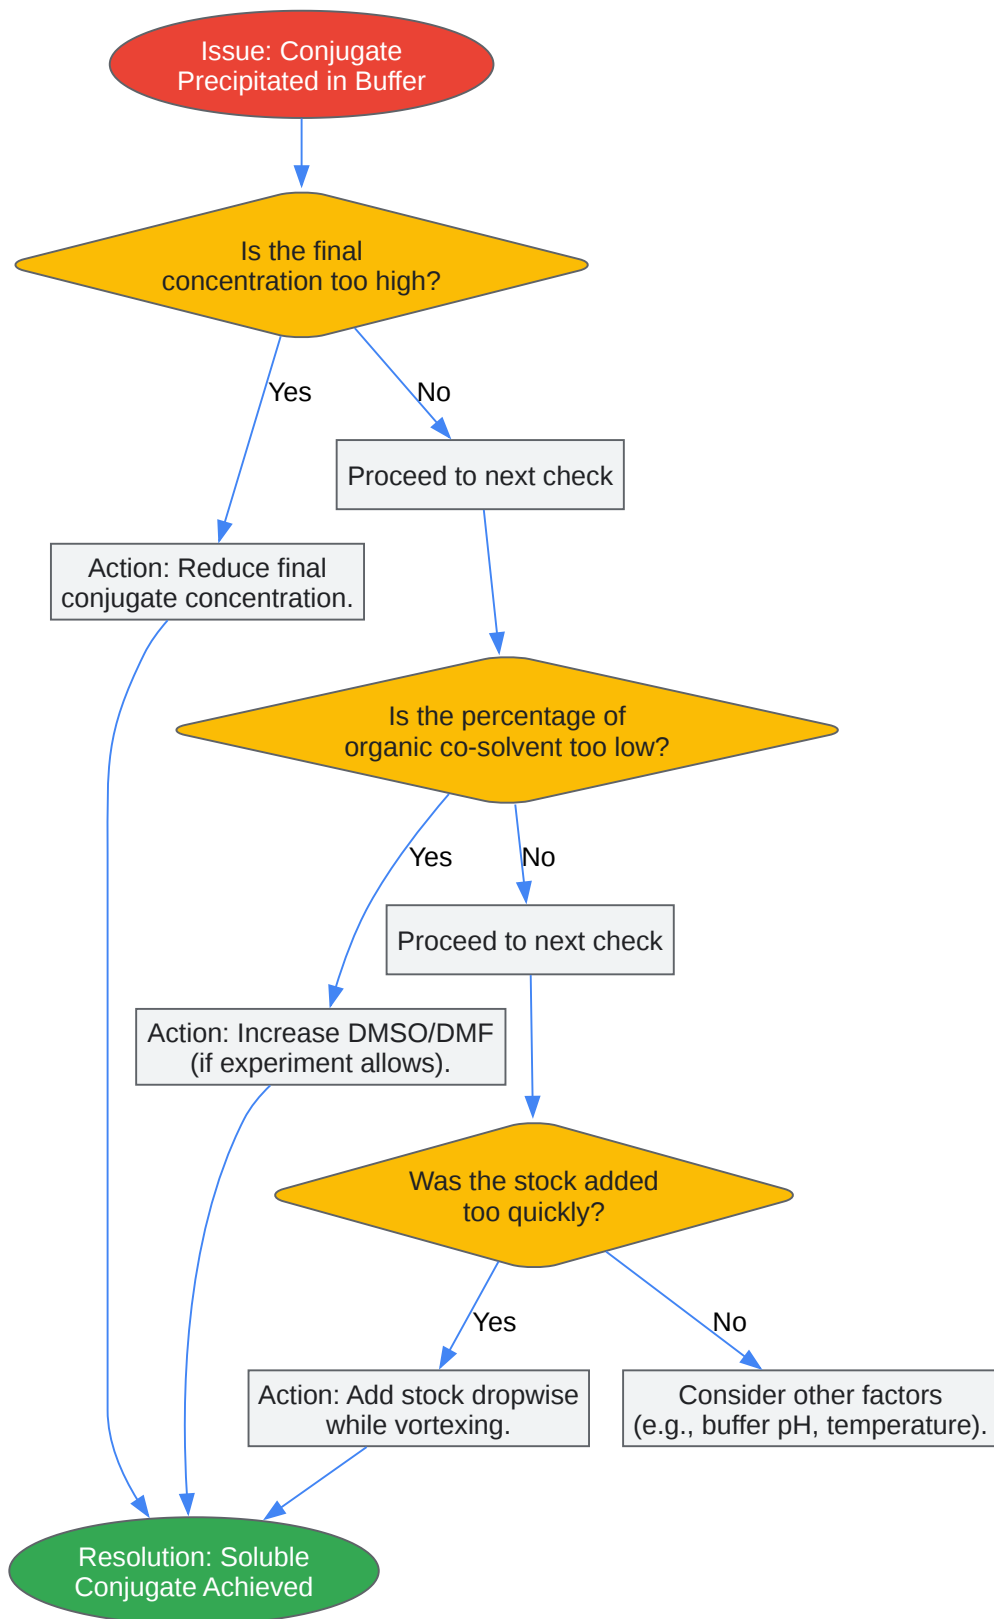 Issue: Conjugate
Precipitated in Buffer
Is the final
concentration too high?
Yes
No
Proceed to next check
Action: Reduce final
conjugate concentration.
Is the percentage of
organic co-solvent too low?
Yes
No
Proceed to next check
Action: Increase DMSO/DMF
(if experiment allows).
Was the stock added
too quickly?
Yes
No
Action: Add stock dropwise
while vortexing.
Consider other factors
(e.g., buffer pH, temperature).
Resolution: Soluble
Conjugate Achieved